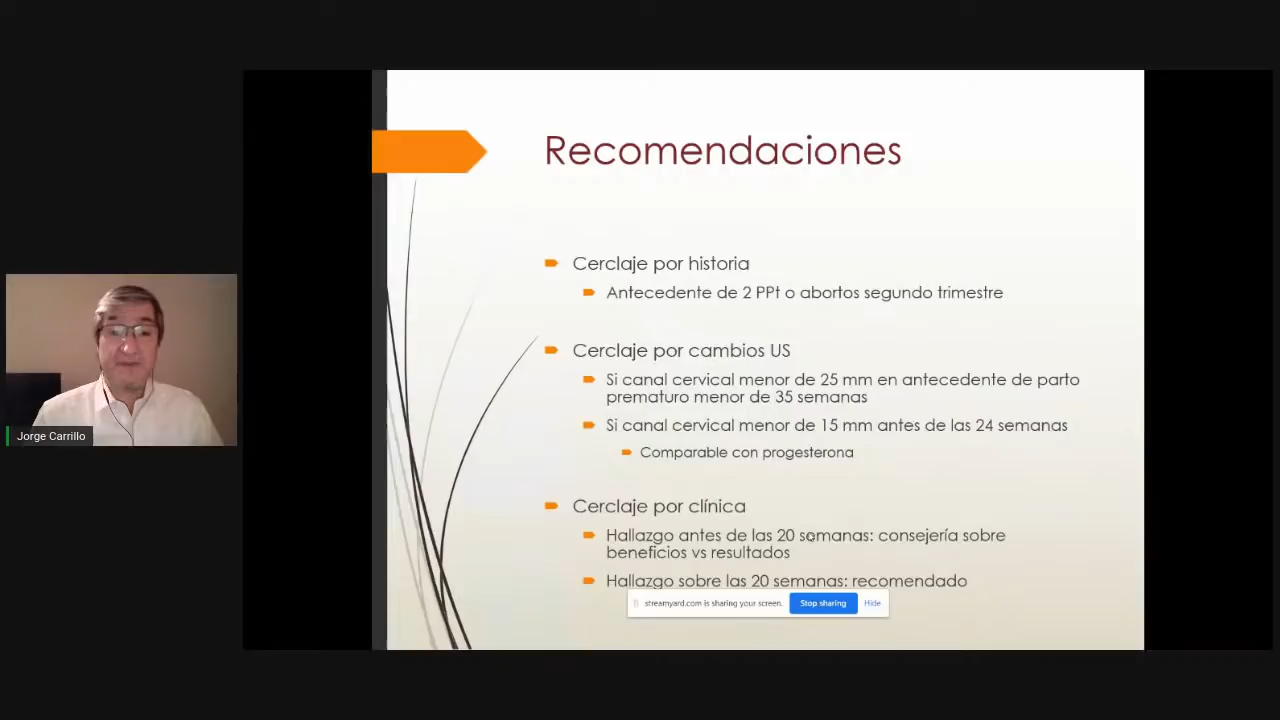 Recomendaciones
Cerclaje por historia
Antecedente de 2 PPt o abortos segundo trimestre
Cerclaje por cambios US
Si canal cervical menor de 25 mm en antecedente de parto
prematuro menor de 35 semanas
Si canal cervical menor de 15 mm antes de las 24 semanas
Comparable con progesterona
Cerclaje por clínica
Hallazgo antes de las 20 semanas: consejería sobre
beneficios vs resultados
Hallazgo sobre las 20 semanas: recomendado
streamyard.com is sharing your screen. Stop sharing Hide
Jorge Carrillo